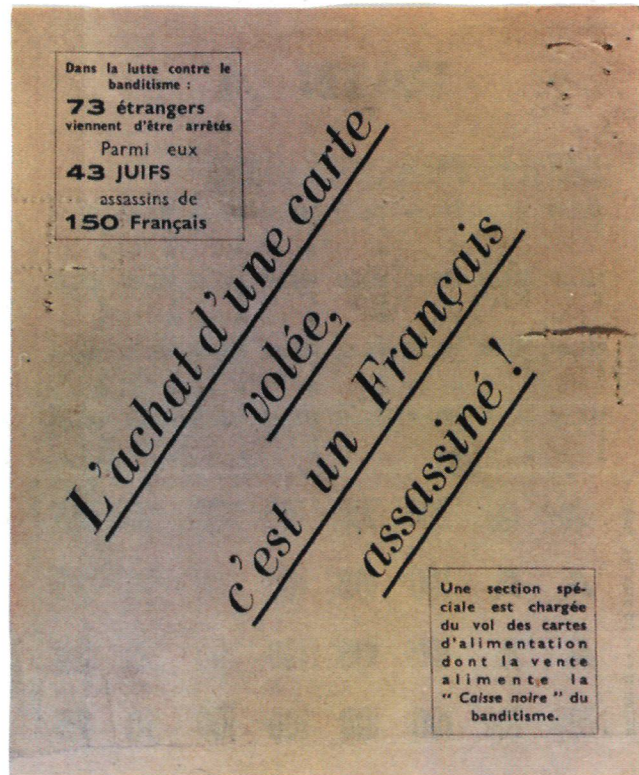 Dans la lutte contre le
banditisme :
73 étrangers
viennent d'être arrêtés
Parmi eux
43 JUIFS
assassins de
150 Français
L'achat d'une carte
volée,
c'est un Français
assassiné !
Une section spé-
ciale est chargée
du vol des cartes
d'alimentation
dont la vente
alimente la
“ Caisse noire ” du
banditisme.